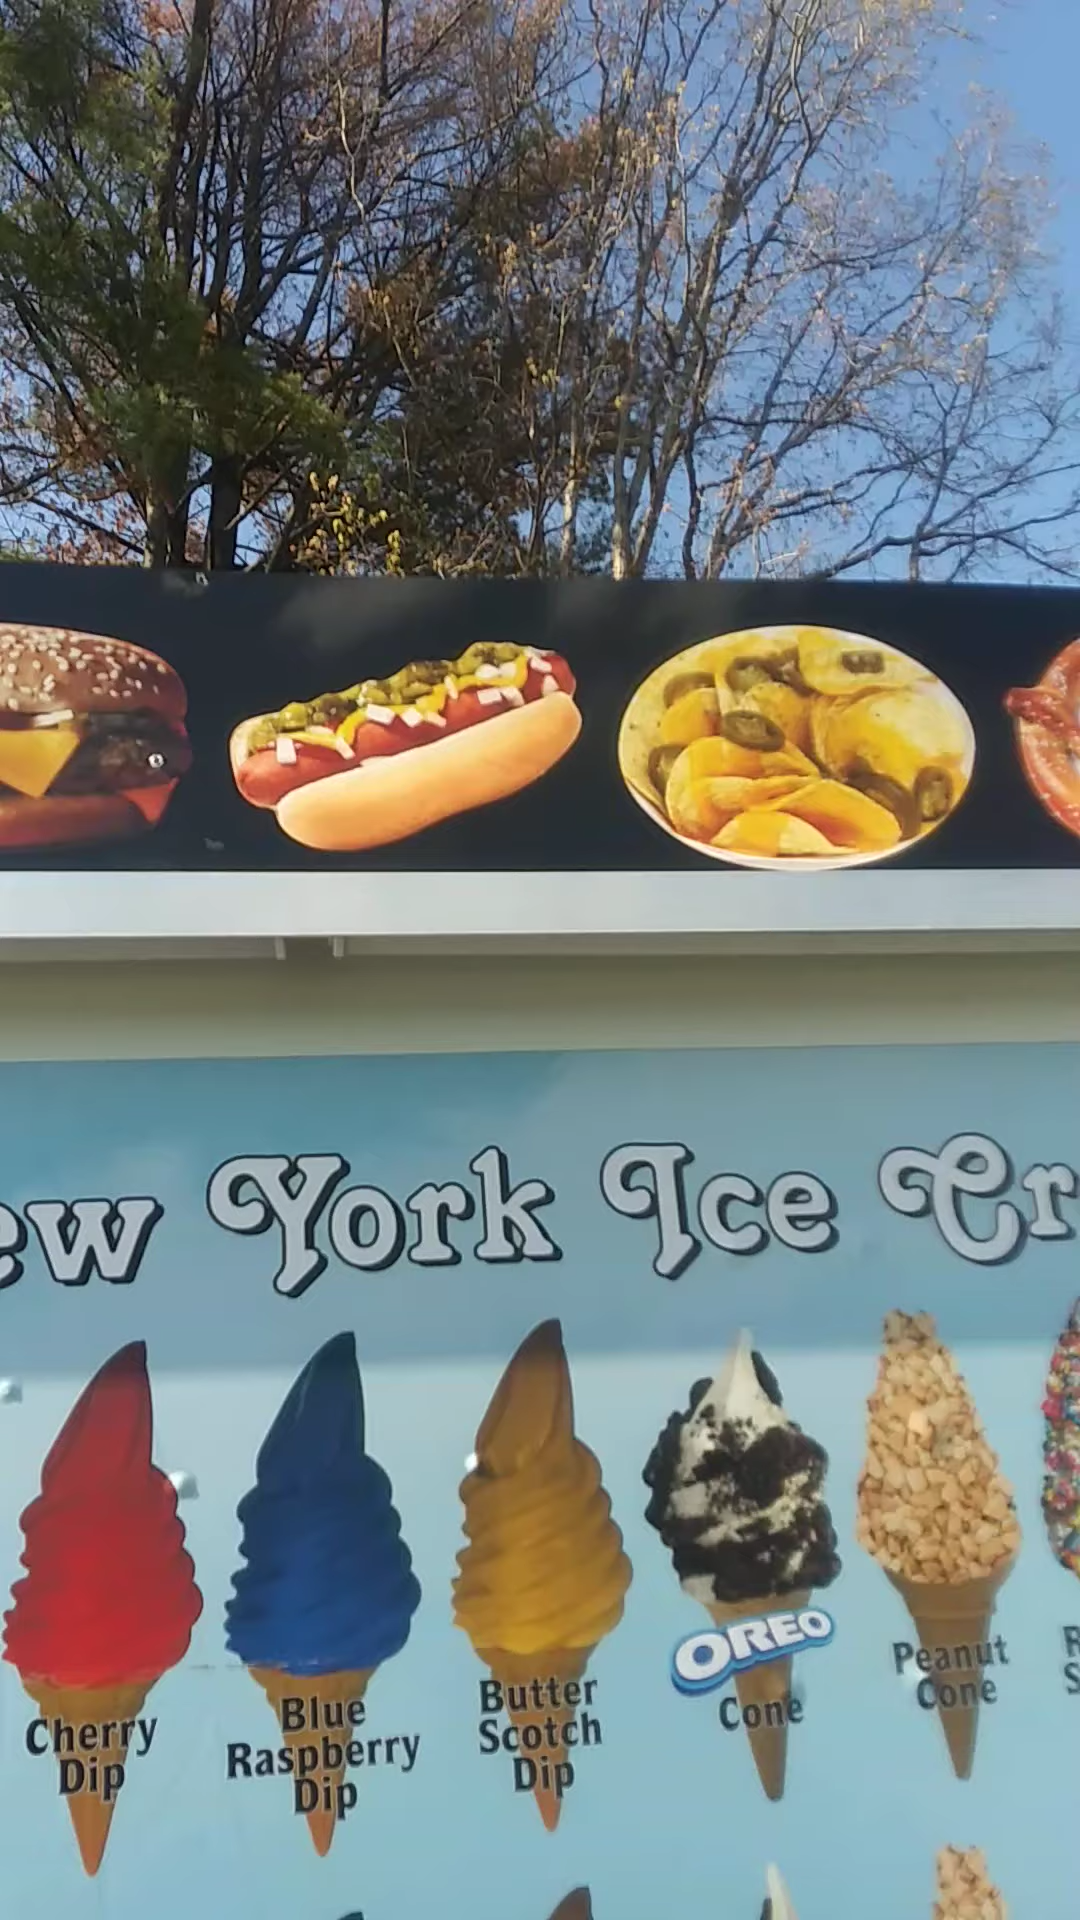 ew York Ice Cr
Cherry
Dip
Blue
Raspberry
Dip
Butter
Scotch
Dip
OREO
Cone
Peanut
Cone
R
S